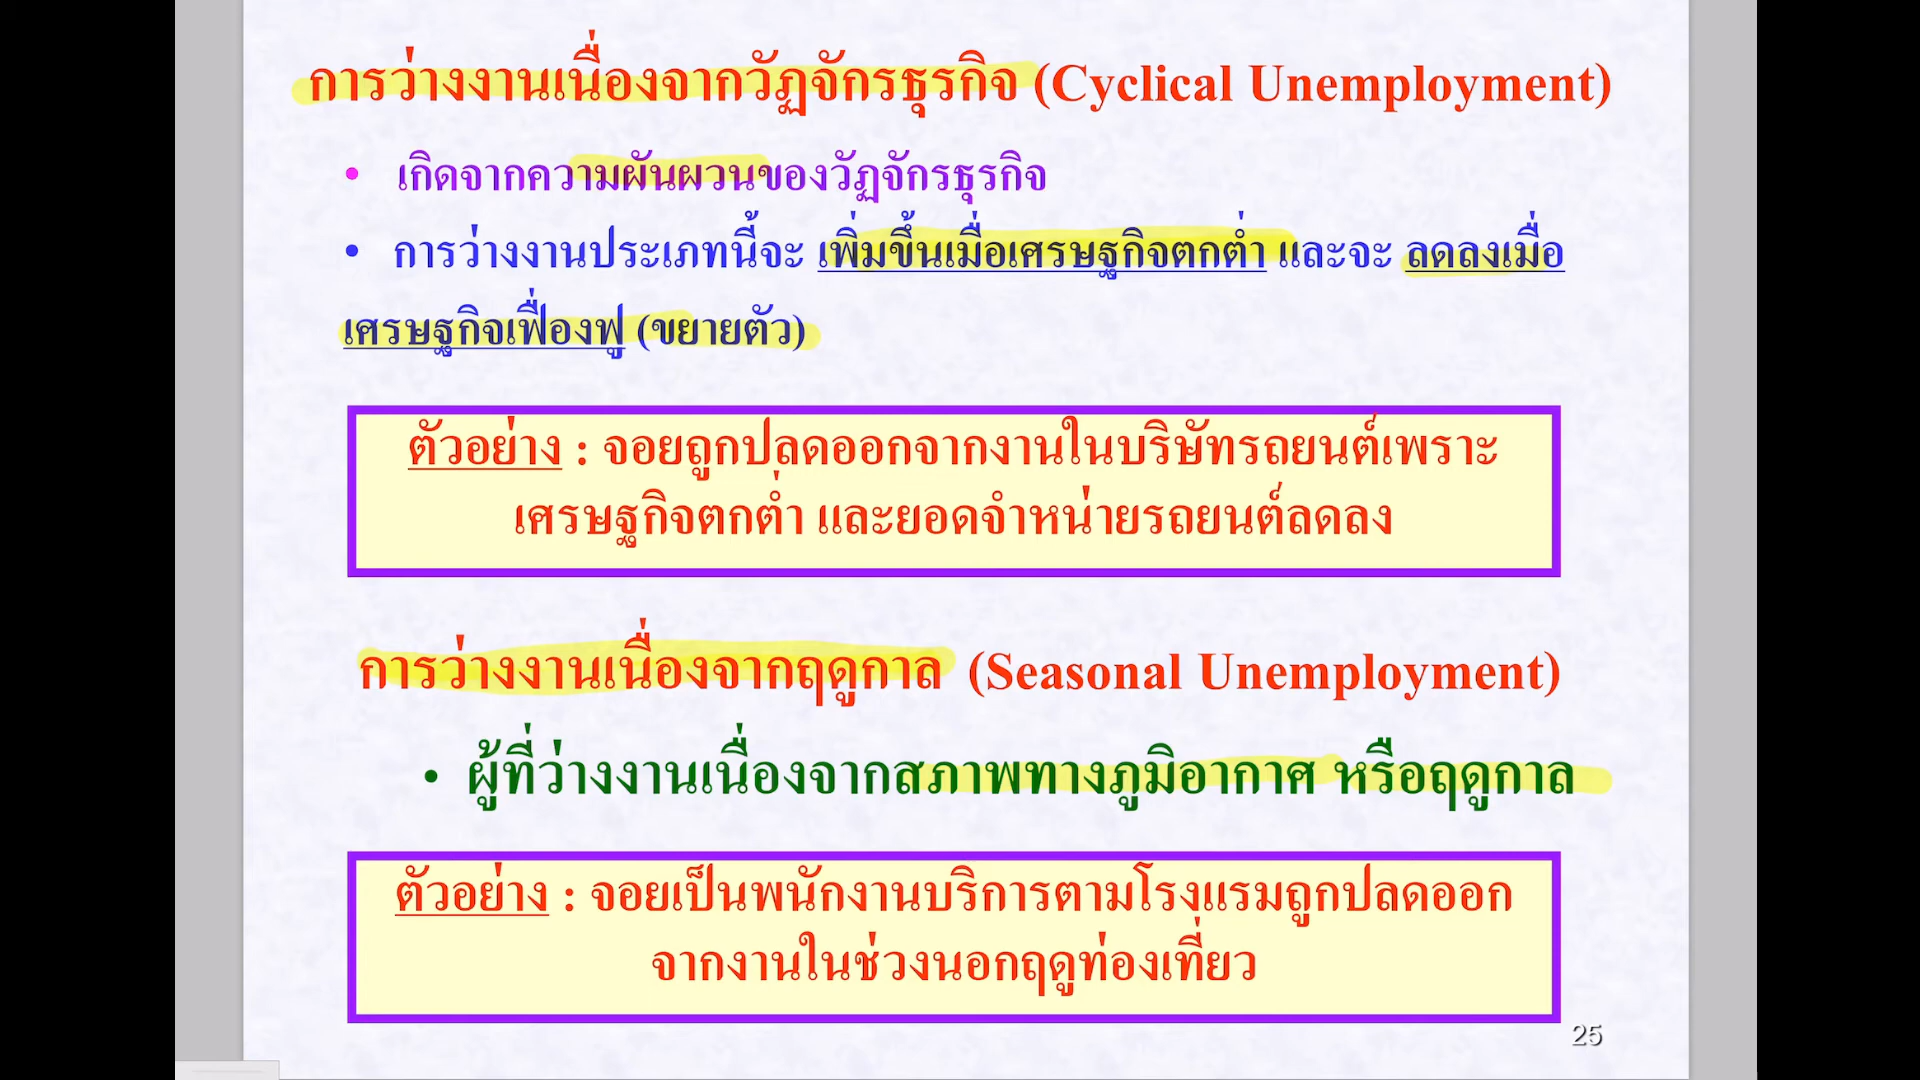 การว่างงานเนื่องจากวัฏจักรธุรกิจ (Cyclical Unemployment)
• เกิดจากความผันผวนของวัฏจักรธุรกิจ
• การว่างงานประเภทนี้จะ เพิ่มขึ้นเมื่อเศรษฐกิจตกต่ำ และจะ ลดลงเมื่อ
เศรษฐกิจเฟื่องฟู (ขยายตัว)
ตัวอย่าง : จอยถูกปลดออกจากงานในบริษัทรถยนต์เพราะ
เศรษฐกิจตกต่ำ และยอดจำหน่ายรถยนต์ลดลง
การว่างงานเนื่องจากฤดูกาล (Seasonal Unemployment)
• ผู้ที่ว่างงานเนื่องจากสภาพทางภูมิอากาศ หรือฤดูกาล
ตัวอย่าง : จอยเป็นพนักงานบริการตามโรงแรมถูกปลดออก
จากงานในช่วงนอกฤดูท่องเที่ยว
25